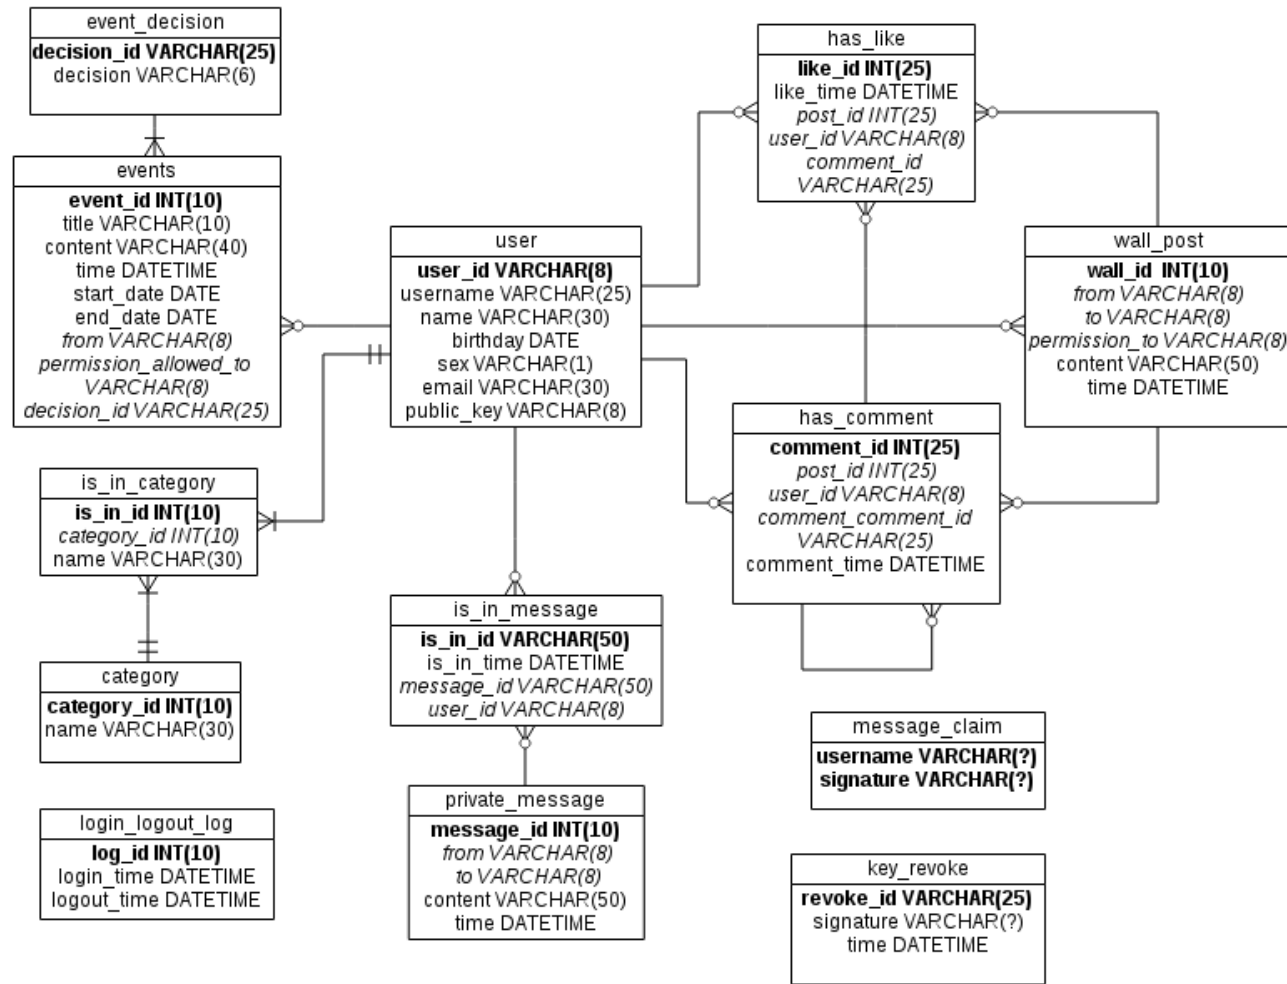 event_decision
decision_id VARCHAR(25)
decision VARCHAR(6)
events
event_id INT(10)
title VARCHAR(10)
content VARCHAR(40)
time DATETIME
start_date DATE
end_date DATE
from VARCHAR(8)
permission_allowed_to
VARCHAR(8)
decision_id VARCHAR(25)
user
user_id VARCHAR(8)
username VARCHAR(25)
name VARCHAR(30)
birthday DATE
sex VARCHAR(1)
email VARCHAR(30)
public_key VARCHAR(8)
has_like
like_id INT(25)
like_time DATETIME
post_id INT(25)
user_id VARCHAR(8)
comment_id
VARCHAR(25)
wall_post
wall_id INT(10)
from VARCHAR(8)
to VARCHAR(8)
permission_to VARCHAR(8)
content VARCHAR(50)
time DATETIME
has_comment
comment_id INT(25)
post_id INT(25)
user_id VARCHAR(8)
comment_comment_id
VARCHAR(25)
comment_time DATETIME
is_in_category
is_in_id INT(10)
category_id INT(10)
name VARCHAR(30)
is_in_message
is_in_id VARCHAR(50)
is_in_time DATETIME
message_id VARCHAR(50)
user_id VARCHAR(8)
category
category_id INT(10)
name VARCHAR(30)
message_claim
username VARCHAR(?)
signature VARCHAR(?)
login_logout_log
log_id INT(10)
login_time DATETIME
logout_time DATETIME
private_message
message_id INT(10)
from VARCHAR(8)
to VARCHAR(8)
content VARCHAR(50)
time DATETIME
key_revoke
revoke_id VARCHAR(25)
signature VARCHAR(?)
time DATETIME